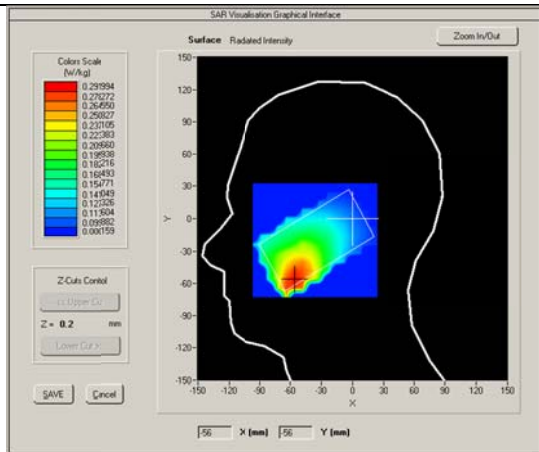 SAR Visualisation Graphical Interface
Surface Radiated Intensity
Zoom In/Out
Colors Scale
(W/kg)
0.291994
0.278272
0.264550
0.250827
0.237105
0.223383
0.209660
0.195938
0.182216
0.168493
0.154771
0.141049
0.127326
0.113604
0.099882
0.000159
Z-Cuts Control
Z = 0.2 mm
Lower Cut >
SAVE
Cancel
150
120
90
60
30
0
-30
-60
-90
-120
-150
Y
-150 -120 -90 -60 -30 0 30 60 90 120 150
X
-56 X (mm) -56 Y (mm)